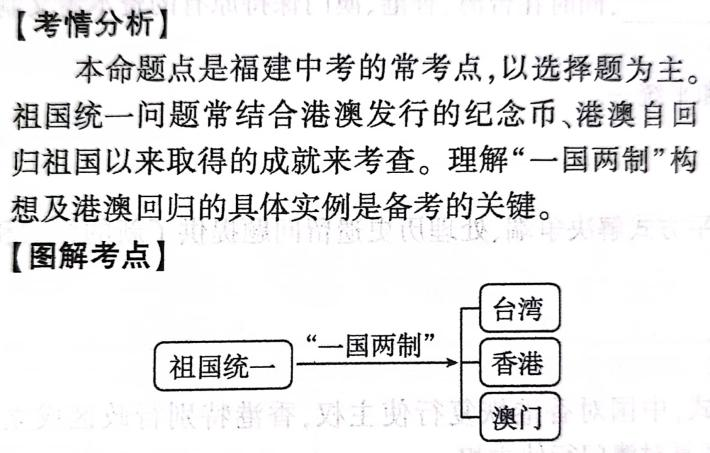 【考情分析】
本命题点是福建中考的常考点,以选择题为主。
祖国统一问题常结合港澳发行的纪念币、港澳自回
归祖国以来取得的成就来考查。理解“一国两制”构
想及港澳回归的具体实例是备考的关键。
【图解考点】
台湾
“一国两制”
祖国统一
香港
澳门